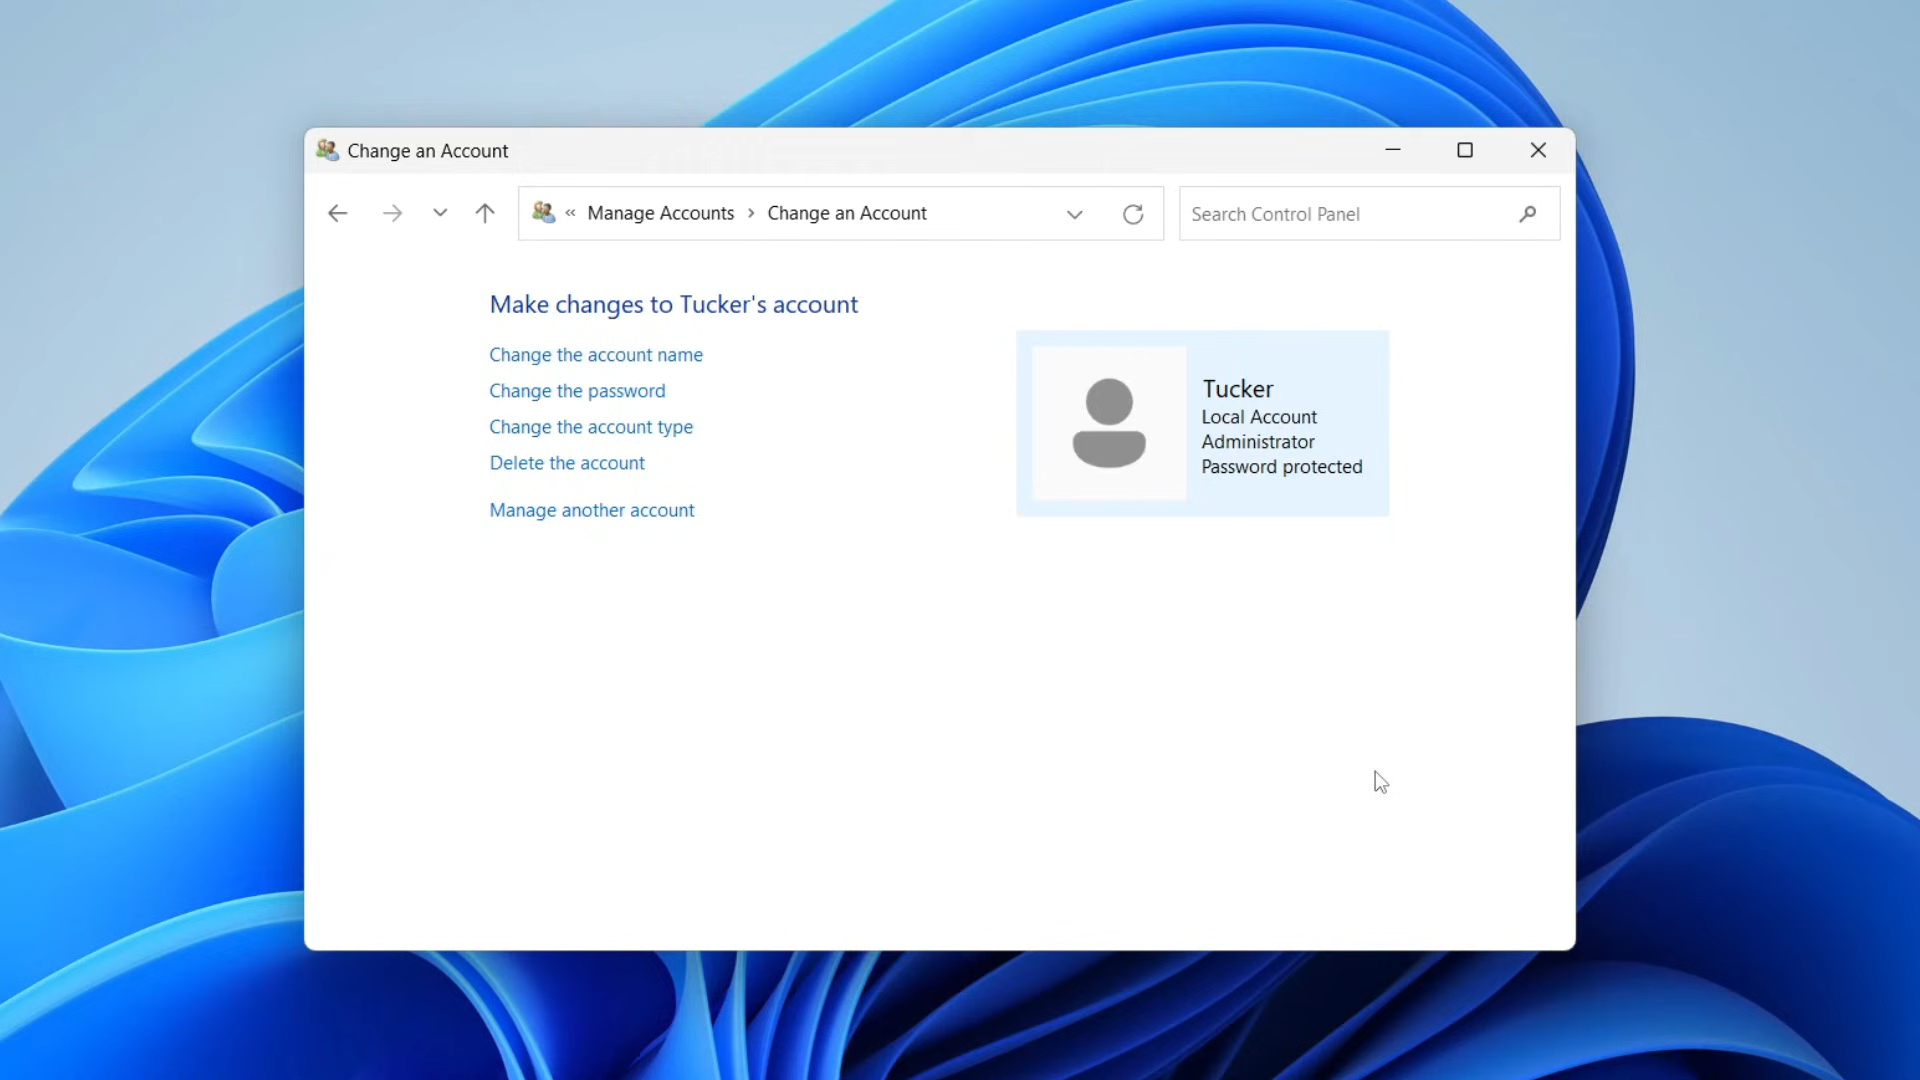 Change an Account
« Manage Accounts › Change an Account
Search Control Panel
Make changes to Tucker's account
Change the account name
Change the password
Change the account type
Delete the account
Manage another account
Tucker
Local Account
Administrator
Password protected